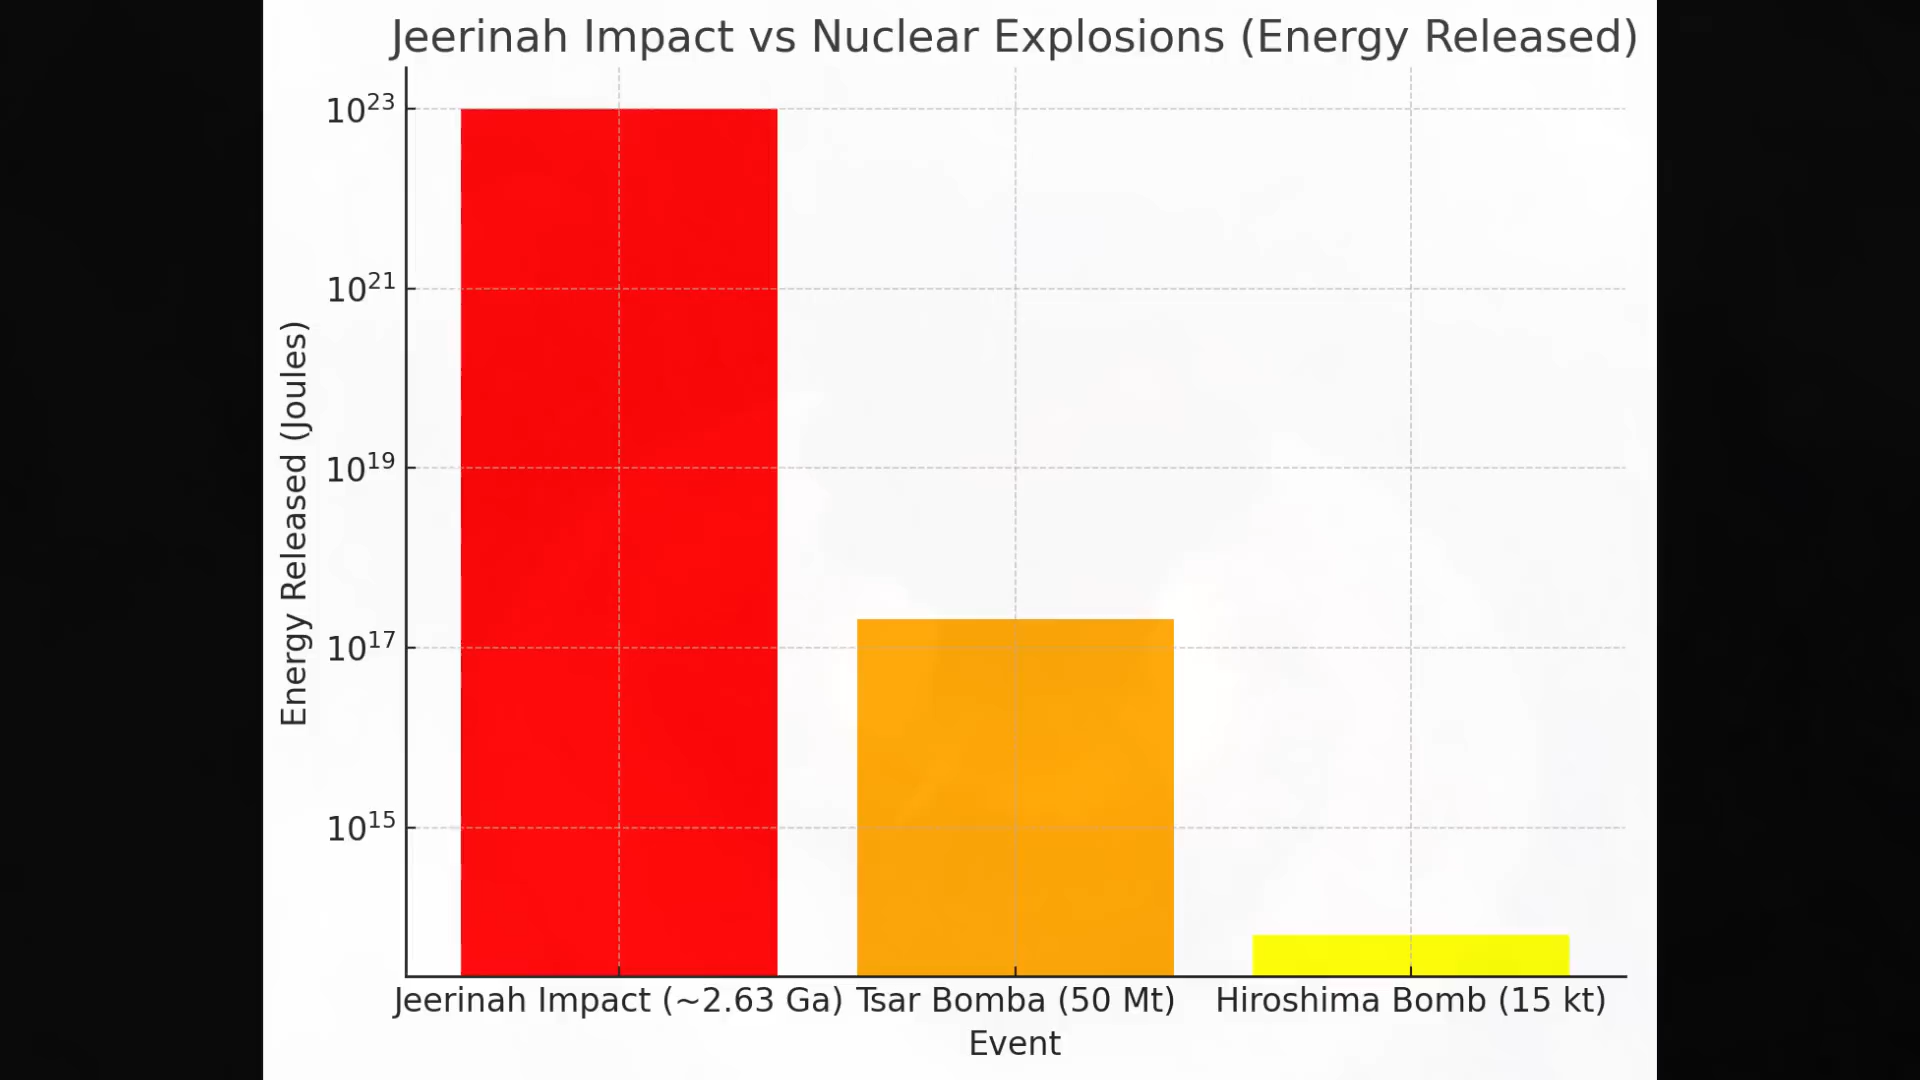 Jeerinah Impact vs Nuclear Explosions (Energy Released)
10²³
10²¹
10¹⁹
10¹⁷
10¹⁵
Energy Released (Joules)
Jeerinah Impact (~2.63 Ga) Tsar Bomba (50 Mt) Hiroshima Bomb (15 kt)
Event